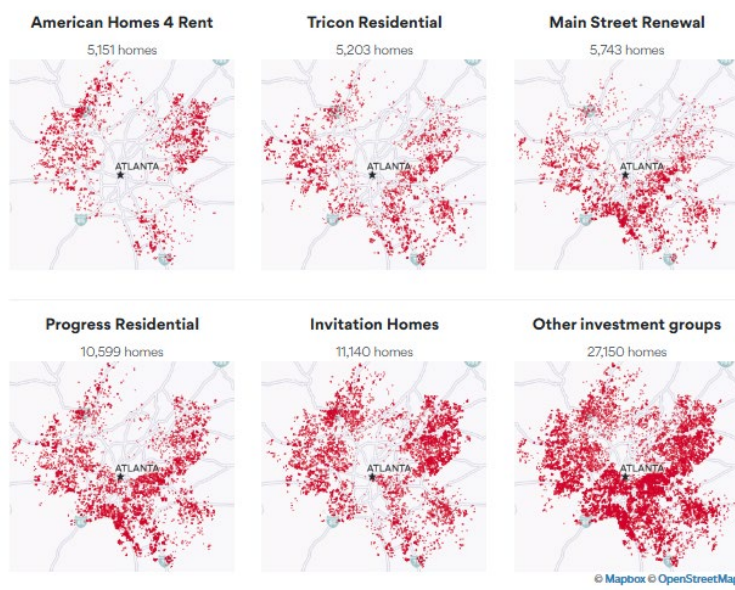 American Homes 4 Rent
5,151 homes
ATLANTA
Tricon Residential
5,203 homes
ATLANTA
Main Street Renewal
5,743 homes
ATLANTA
Progress Residential
10,599 homes
ATLANTA
Invitation Homes
11,140 homes
ATLANTA
Other investment groups
27,150 homes
ATLANTA
© Mapbox © OpenStreetMap